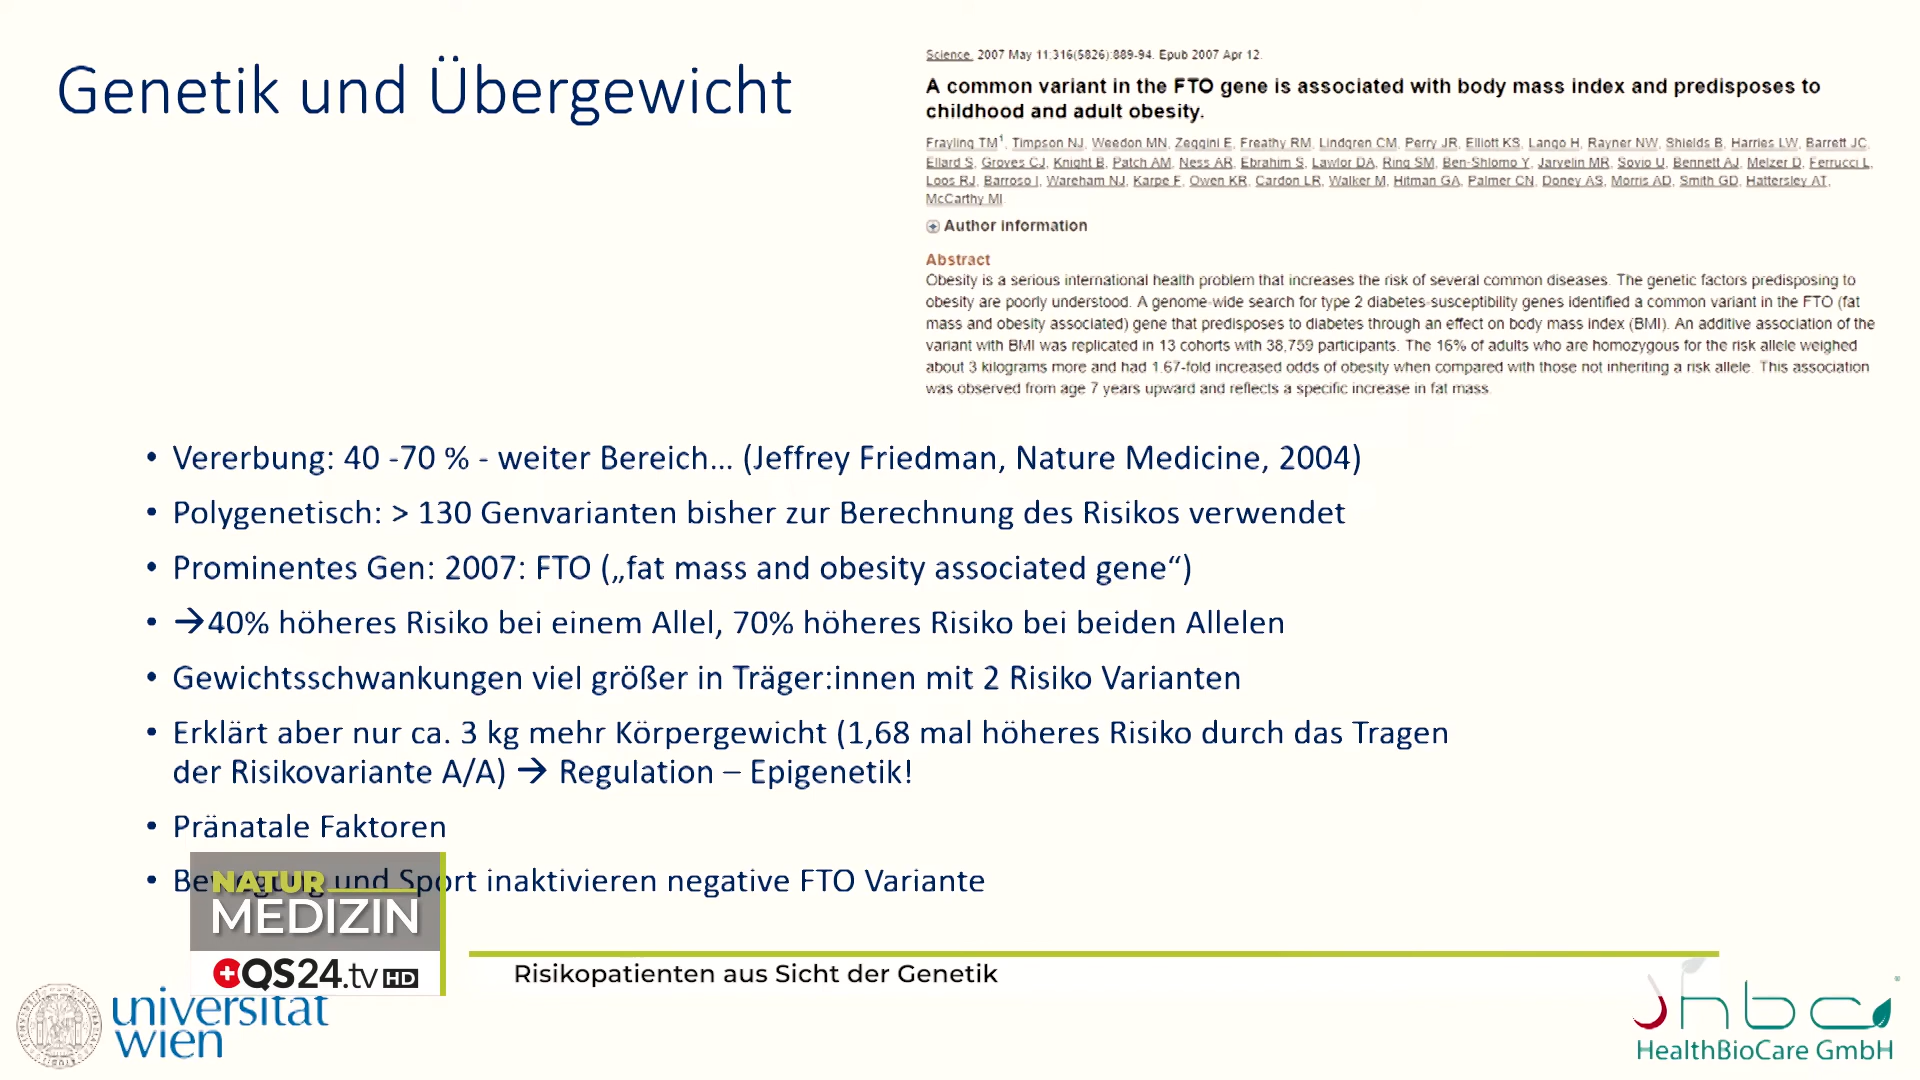 Genetik und Übergewicht
Science. 2007 May 11;316(5826):889-94. Epub 2007 Apr 12.
A common variant in the FTO gene is associated with body mass index and predisposes to
childhood and adult obesity.
Frayling TM1, Timpson NJ, Weedon MN, Zeggini E, Freathy RM, Lindgren CM, Perry JR, Elliott KS, Lango H, Rayner NW, Shields B, Harries LW, Barrett JC,
Ellard S, Groves CJ, Knight B, Patch AM, Ness AR, Ebrahim S, Lawlor DA, Ring SM, Ben-Shlomo Y, Jarvelin MR, Sovio U, Bennett AJ, Melzer D, Ferrucci L,
Loos RJ, Barroso I, Wareham NJ, Karpe F, Owen KR, Cardon LR, Walker M, Hitman GA, Palmer CN, Doney AS, Morris AD, Smith GD, Hattersley AT,
McCarthy MI.
Author information
Abstract
Obesity is a serious international health problem that increases the risk of several common diseases. The genetic factors predisposing to
obesity are poorly understood. A genome-wide search for type 2 diabetes-susceptibility genes identified a common variant in the FTO (fat
mass and obesity associated) gene that predisposes to diabetes through an effect on body mass index (BMI). An additive association of the
variant with BMI was replicated in 13 cohorts with 38,759 participants. The 16% of adults who are homozygous for the risk allele weighed
about 3 kilograms more and had 1.67-fold increased odds of obesity when compared with those not inheriting a risk allele. This association
was observed from age 7 years upward and reflects a specific increase in fat mass.
• Vererbung: 40 -70 % - weiter Bereich... (Jeffrey Friedman, Nature Medicine, 2004)
• Polygenetisch: > 130 Genvarianten bisher zur Berechnung des Risikos verwendet
• Prominentes Gen: 2007: FTO („fat mass and obesity associated gene“)
• →40% höheres Risiko bei einem Allel, 70% höheres Risiko bei beiden Allelen
• Gewichtsschwankungen viel größer in Träger:innen mit 2 Risiko Varianten
• Erklärt aber nur ca. 3 kg mehr Körpergewicht (1,68 mal höheres Risiko durch das Tragen
der Risikovariante A/A) → Regulation – Epigenetik!
• Pränatale Faktoren
• Bewegung und Sport inaktivieren negative FTO Variante
NATUR
MEDIZIN
QS24.tv HD
Risikopatienten aus Sicht der Genetik
universität
wien
hbc
HealthBioCare GmbH